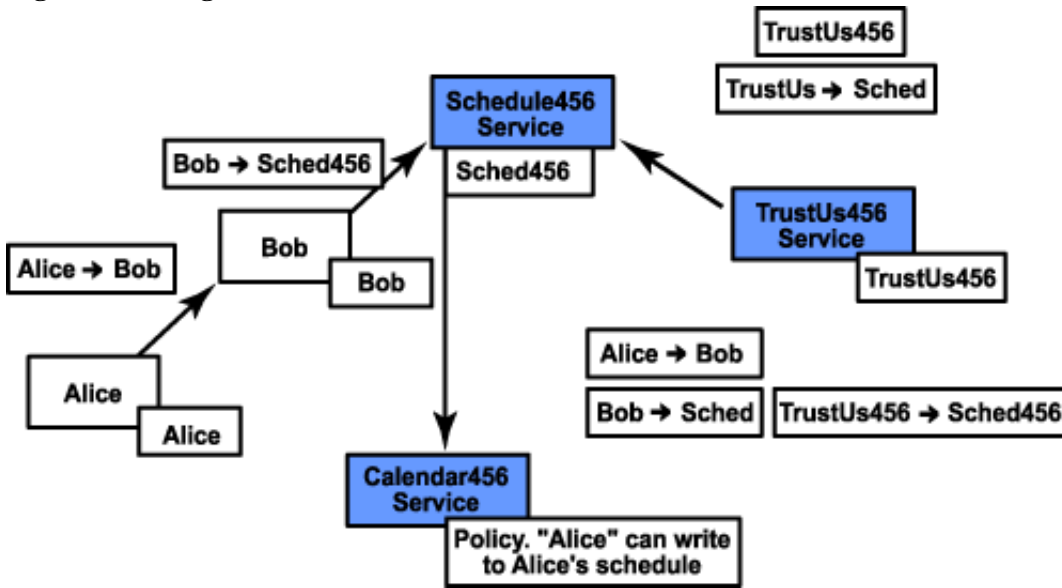 TrustUs456
TrustUs → Sched
Schedule456
Service
Sched456
Bob → Sched456
TrustUs456
Service
TrustUs456
Bob
Bob
Alice → Bob
Alice
Alice
Alice → Bob
Bob → Sched
TrustUs456 → Sched456
Calendar456
Service
Policy. "Alice" can write
to Alice's schedule